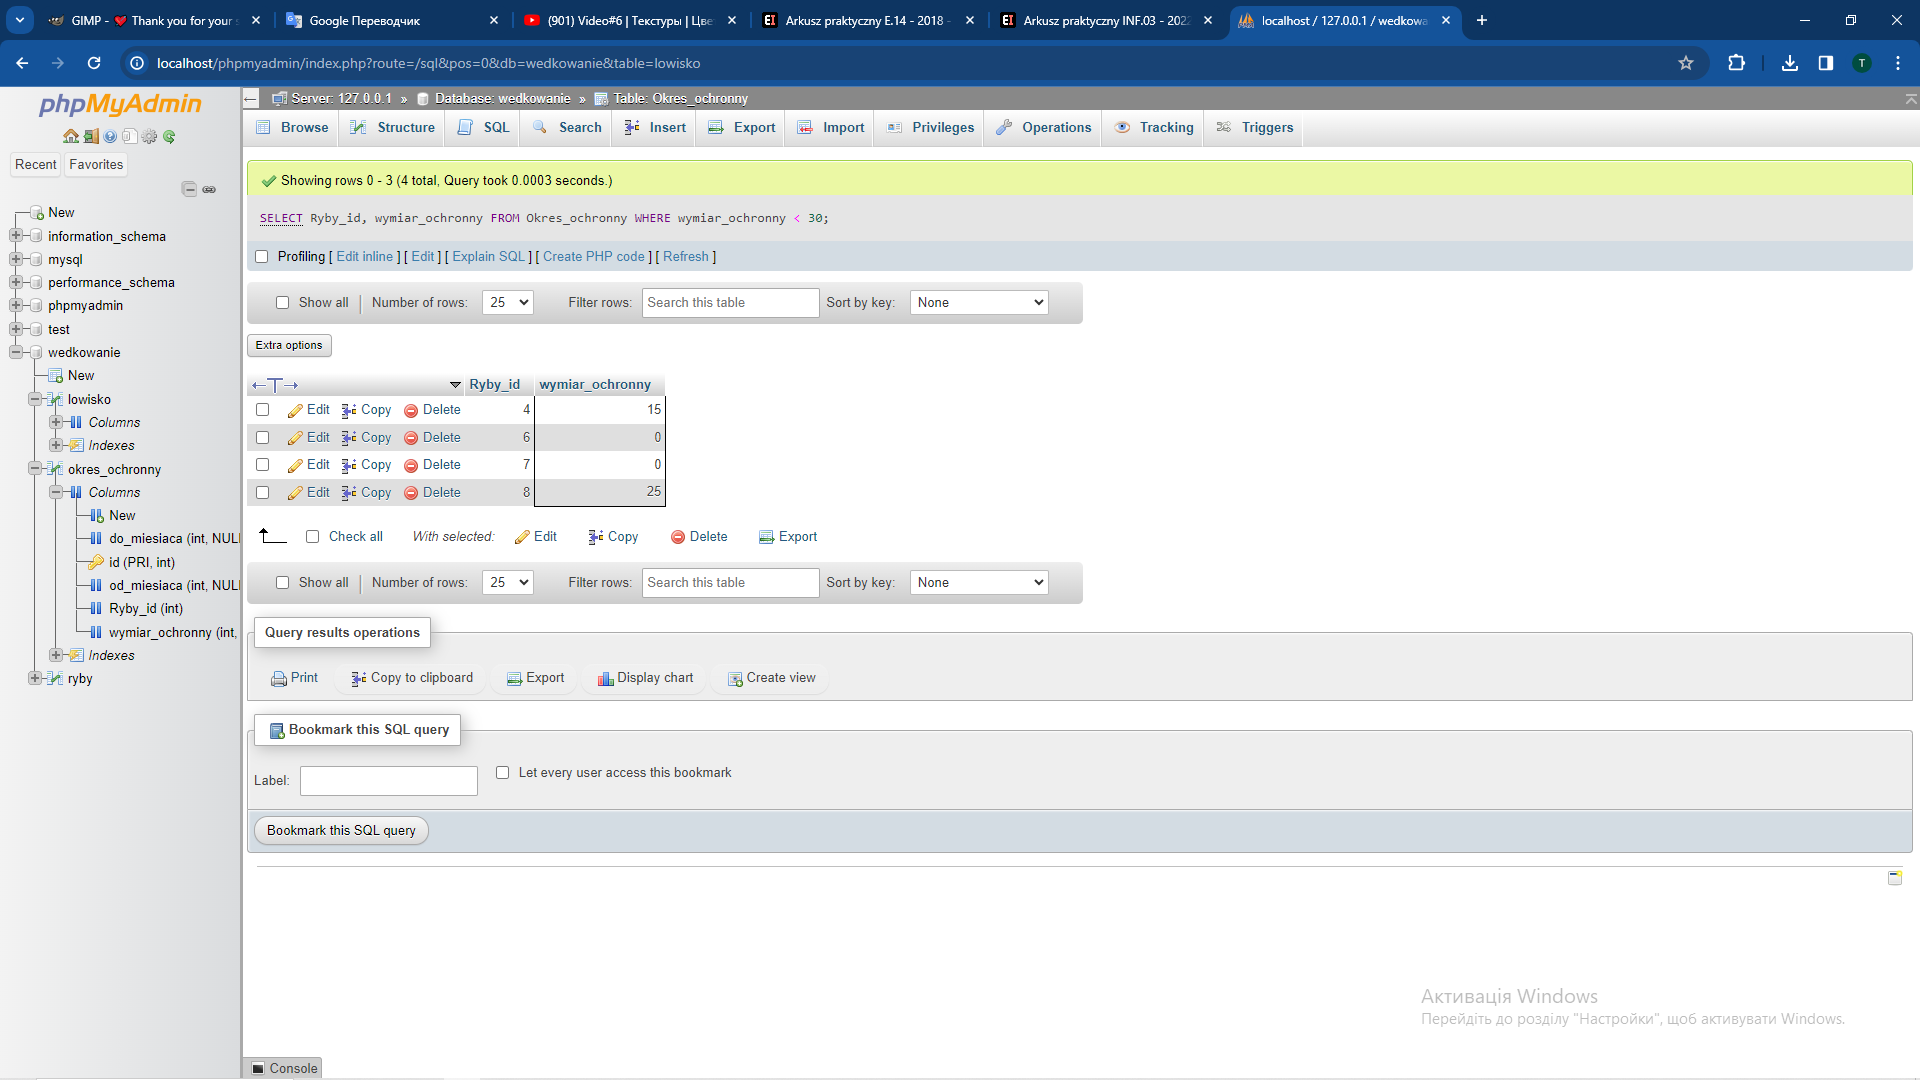 GIMP - ❤️ Thank you for your s
Google Переводчик
(901) Video#6 | Текстуры | Цве
Arkusz praktyczny E.14 - 2018 -
Arkusz praktyczny INF.03 - 2022
localhost / 127.0.0.1 / wedkowa
localhost/phpmyadmin/index.php?route=/sql&pos=0&db=wedkowanie&table=lowisko
T
phpMyAdmin
Recent
Favorites
New
information_schema
mysql
performance_schema
phpmyadmin
test
wedkowanie
New
lowisko
Columns
Indexes
okres_ochronny
Columns
New
do_miesiaca (int, NULL
id (PRI, int)
od_miesiaca (int, NULL
Ryby_id (int)
wymiar_ochronny (int,
Indexes
ryby
Server: 127.0.0.1 » Database: wedkowanie » Table: Okres_ochronny
Browse Structure SQL Search Insert Export Import Privileges Operations Tracking Triggers
Showing rows 0 - 3 (4 total, Query took 0.0003 seconds.)
SELECT Ryby_id, wymiar_ochronny FROM Okres_ochronny WHERE wymiar_ochronny < 30;
Profiling [ Edit inline ] [ Edit ] [ Explain SQL ] [ Create PHP code ] [ Refresh ]
Show all | Number of rows: 25 Filter rows: Search this table Sort by key: None
Extra options
←T→ Ryby_id wymiar_ochronny
Edit Copy Delete 4 15
Edit Copy Delete 6 0
Edit Copy Delete 7 0
Edit Copy Delete 8 25
Check all With selected: Edit Copy Delete Export
Show all | Number of rows: 25 Filter rows: Search this table Sort by key: None
Query results operations
Print Copy to clipboard Export Display chart Create view
Bookmark this SQL query
Label: Let every user access this bookmark
Bookmark this SQL query
Активація Windows
Перейдіть до розділу "Настройки", щоб активувати Windows.
Console